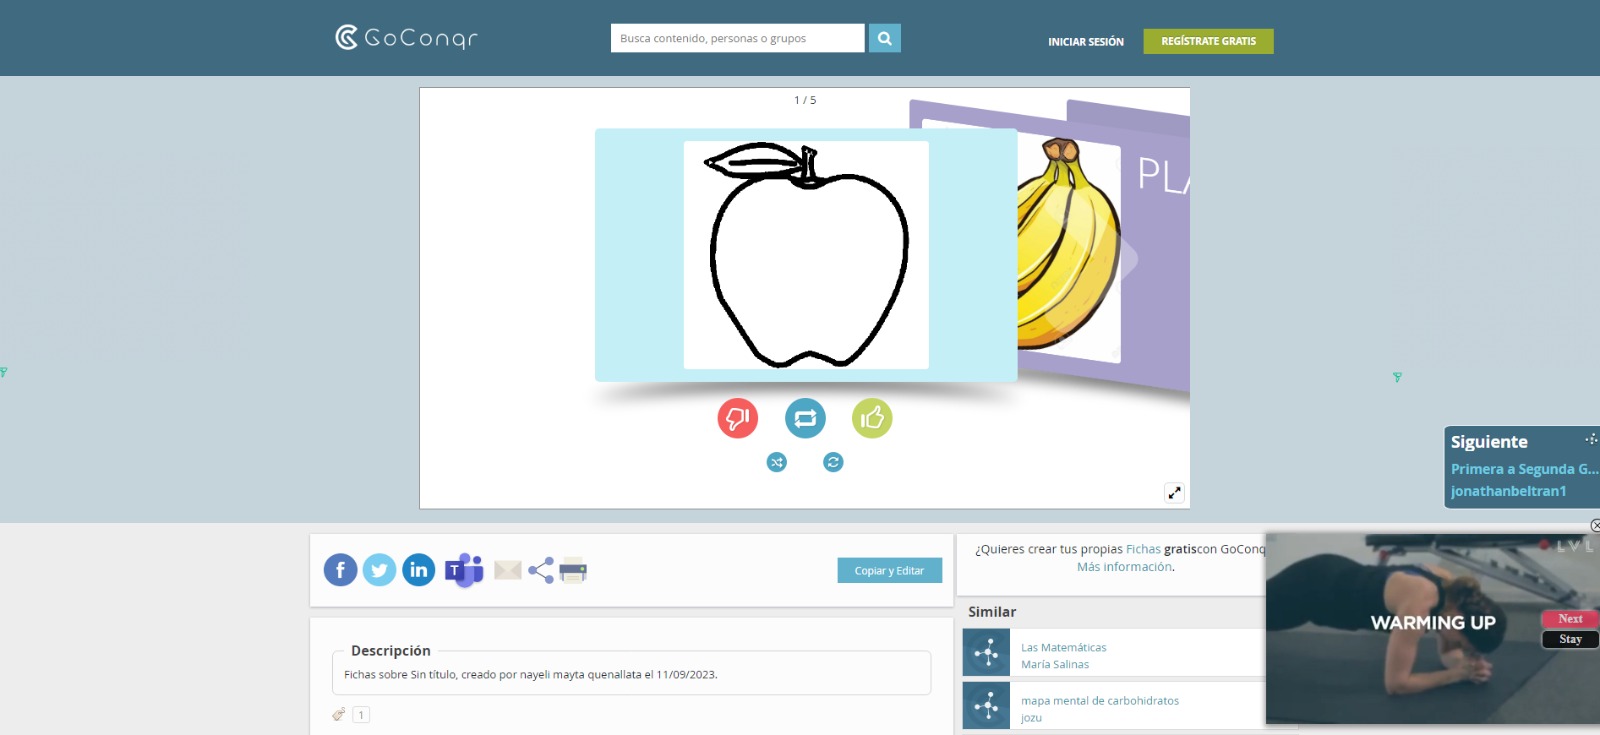 GoConqr
Busca contenido, personas o grupos
INICIAR SESIÓN
REGÍSTRATE GRATIS
1 / 5
PLA
Siguiente
Primera a Segunda G...
jonathanbeltran1
Copiar y Editar
¿Quieres crear tus propias Fichas gratiscon GoConq
Más información.
Similar
Las Matemáticas
María Salinas
mapa mental de carbohidratos
jozu
LVL
WARMING UP
Next
Stay
Descripción
Fichas sobre Sin título, creado por nayeli mayta quenallata el 11/09/2023.
1